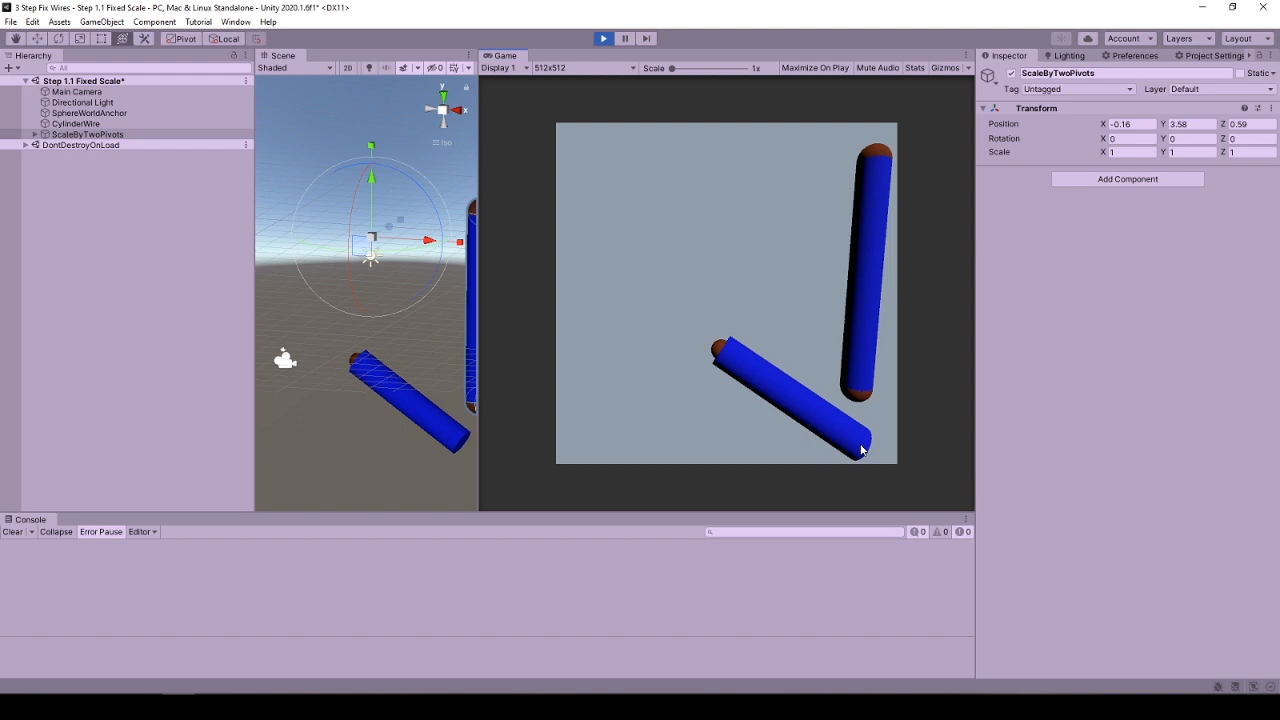 3 Step Fix Wires - Step 1.1 Fixed Scale - PC, Mac & Linux Standalone - Unity 2020.1.6f1* <DX11>
File Edit Assets GameObject Component Tutorial Window Help
Pivot Local Account Layers Layout
Hierarchy Scene Game Inspector Lighting Preferences Project Settings
All Shaded 2D 0 Display 1 512x512 Scale 1x Maximize On Play Mute Audio Stats Gizmos
Step 1.1 Fixed Scale*
Main Camera
Directional Light
SphereWorldAnchor
CylinderWire
ScaleByTwoPivots
DontDestroyOnLoad
y
x
Iso
ScaleByTwoPivots Static
Tag Untagged Layer Default
Transform
Position X -0.16 Y 3.58 Z 0.59
Rotation X 0 Y 0 Z 0
Scale X 1 Y 1 Z 1
Add Component
Console
Clear Collapse Error Pause Editor 0 0 0